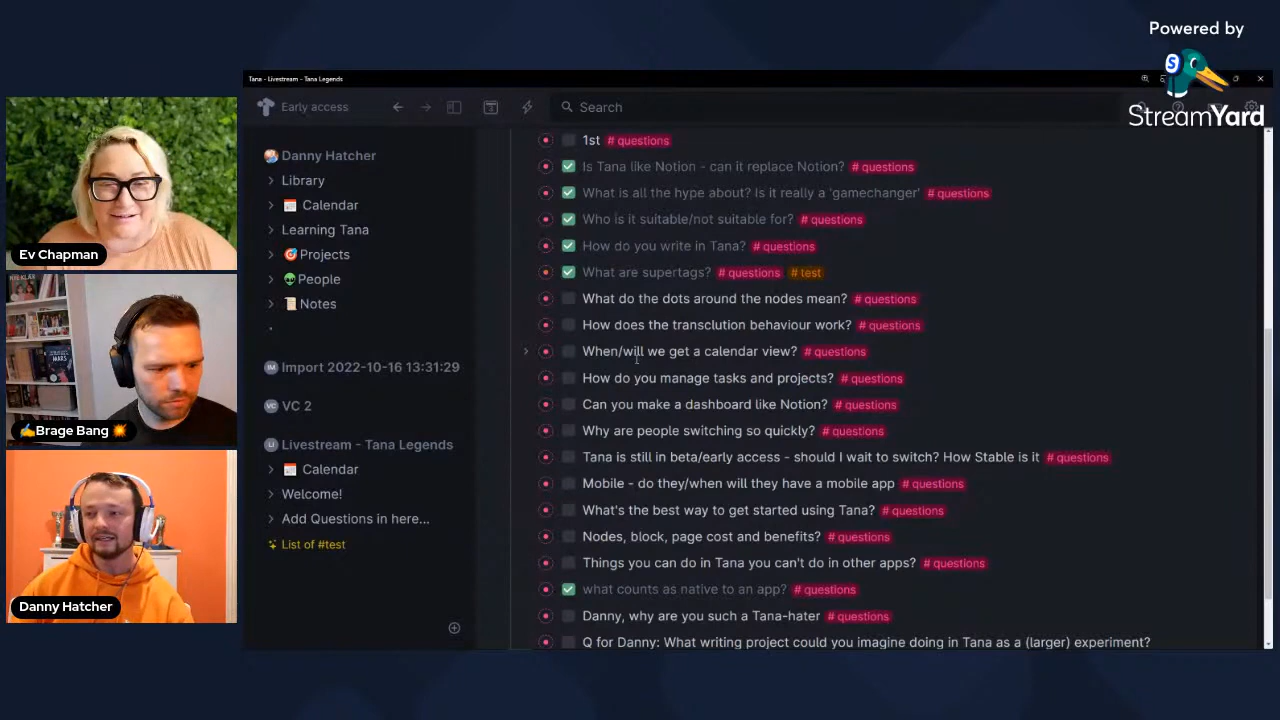 Powered by
StreamYard
Tana - Livestream - Tana Legends
Early access
Search
Danny Hatcher
Library
Calendar
Learning Tana
Projects
People
Notes
Import 2022-10-16 13:31:29
VC 2
Livestream - Tana Legends
Calendar
Welcome!
Add Questions in here...
List of #test
1st # questions
Is Tana like Notion - can it replace Notion? # questions
What is all the hype about? Is it really a 'gamechanger' # questions
Who is it suitable/not suitable for? # questions
How do you write in Tana? # questions
What are supertags? # questions # test
What do the dots around the nodes mean? # questions
How does the transclution behaviour work? # questions
When/will we get a calendar view? # questions
How do you manage tasks and projects? # questions
Can you make a dashboard like Notion? # questions
Why are people switching so quickly? # questions
Tana is still in beta/early access - should I wait to switch? How Stable is it # questions
Mobile - do they/when will they have a mobile app # questions
What's the best way to get started using Tana? # questions
Nodes, block, page cost and benefits? # questions
Things you can do in Tana you can't do in other apps? # questions
what counts as native to an app? # questions
Danny, why are you such a Tana-hater # questions
Q for Danny: What writing project could you imagine doing in Tana as a (larger) experiment?
Ev Chapman
✍️Brage Bang 💥
Danny Hatcher